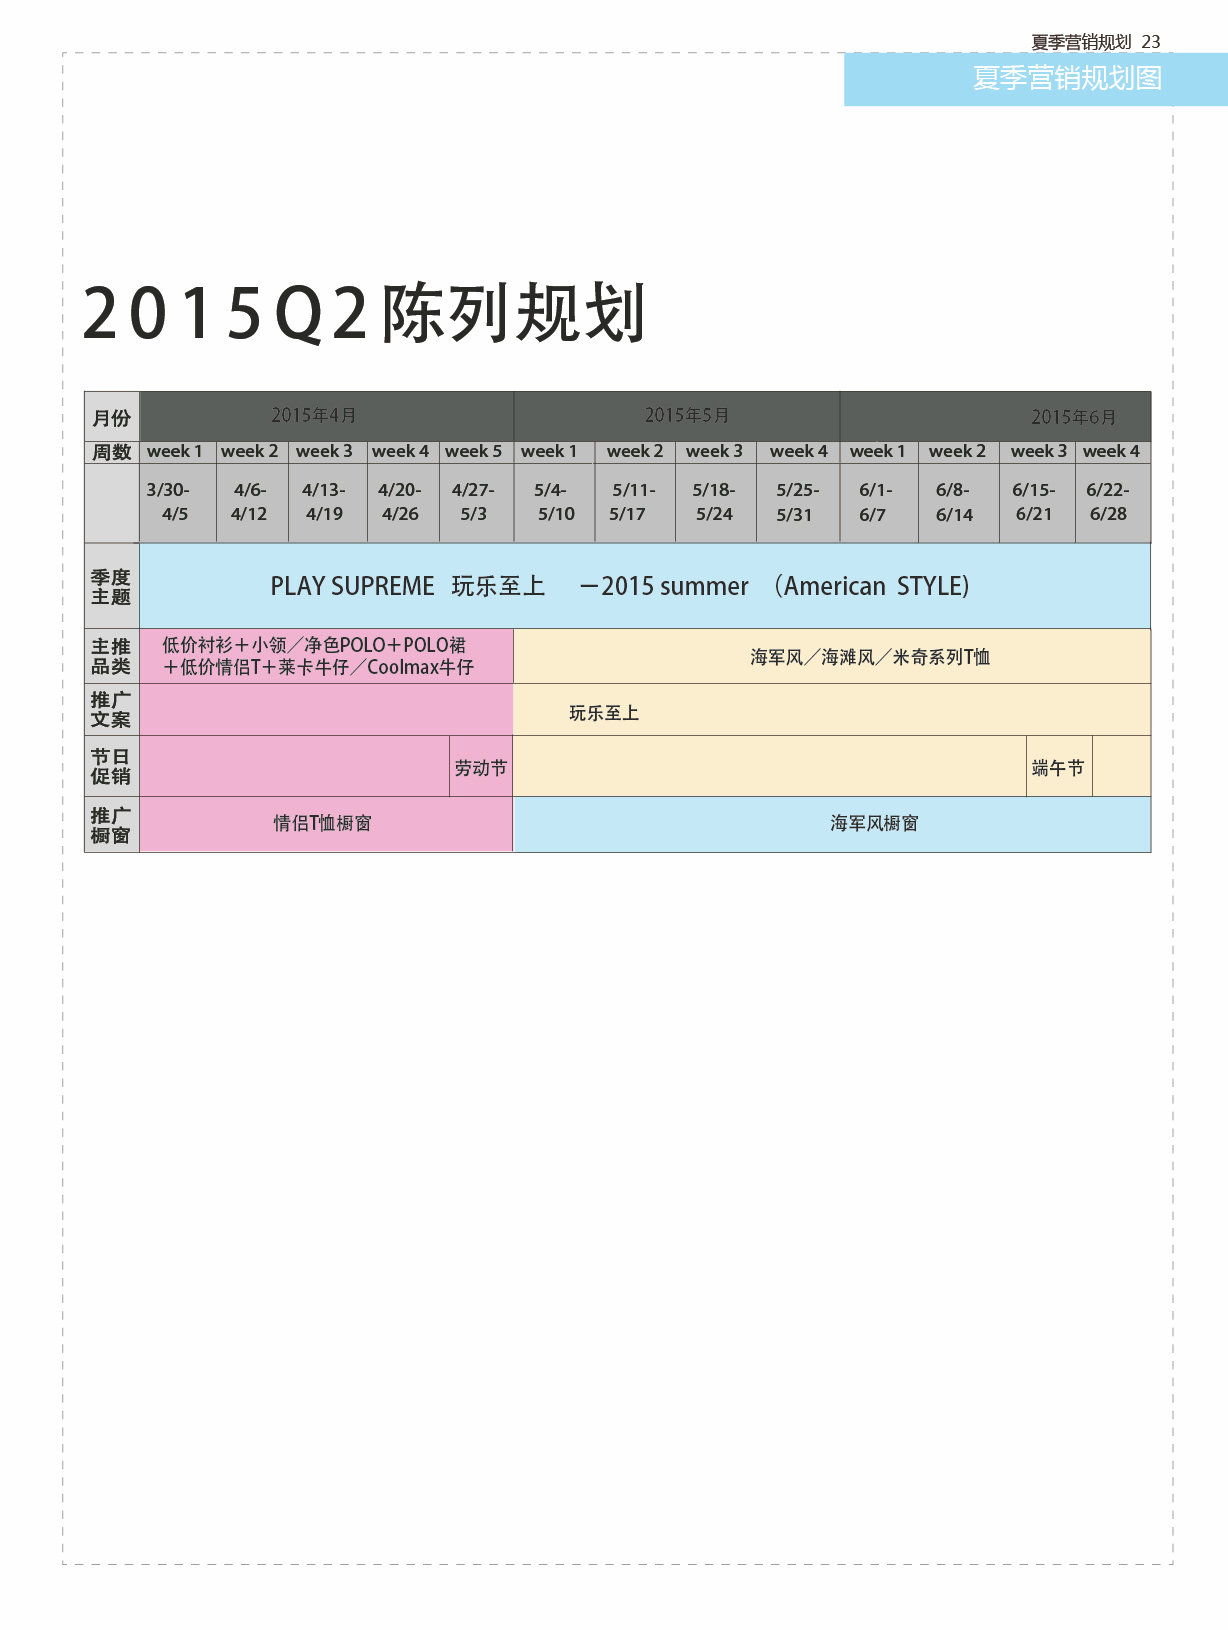 夏季营销规划 23
夏季营销规划图
2015Q2陈列规划
月份 2015年4月 2015年5月 2015年6月
周数 week 1 week 2 week 3 week 4 week 5 week 1 week 2 week 3 week 4 week 1 week 2 week 3 week 4
3/30- 4/6- 4/13- 4/20- 4/27- 5/4- 5/11- 5/18- 5/25- 6/1- 6/8- 6/15- 6/22-
4/5 4/12 4/19 4/26 5/3 5/10 5/17 5/24 5/31 6/7 6/14 6/21 6/28
季度
主题
PLAY SUPREME 玩乐至上 －2015 summer （American STYLE)
主推
品类
低价衬衫＋小领／净色POLO＋POLO裙
＋低价情侣T＋莱卡牛仔／Coolmax牛仔
海军风／海滩风／米奇系列T恤
推广
文案
玩乐至上
节日
促销
劳动节 端午节
推广
橱窗
情侣T恤橱窗 海军风橱窗